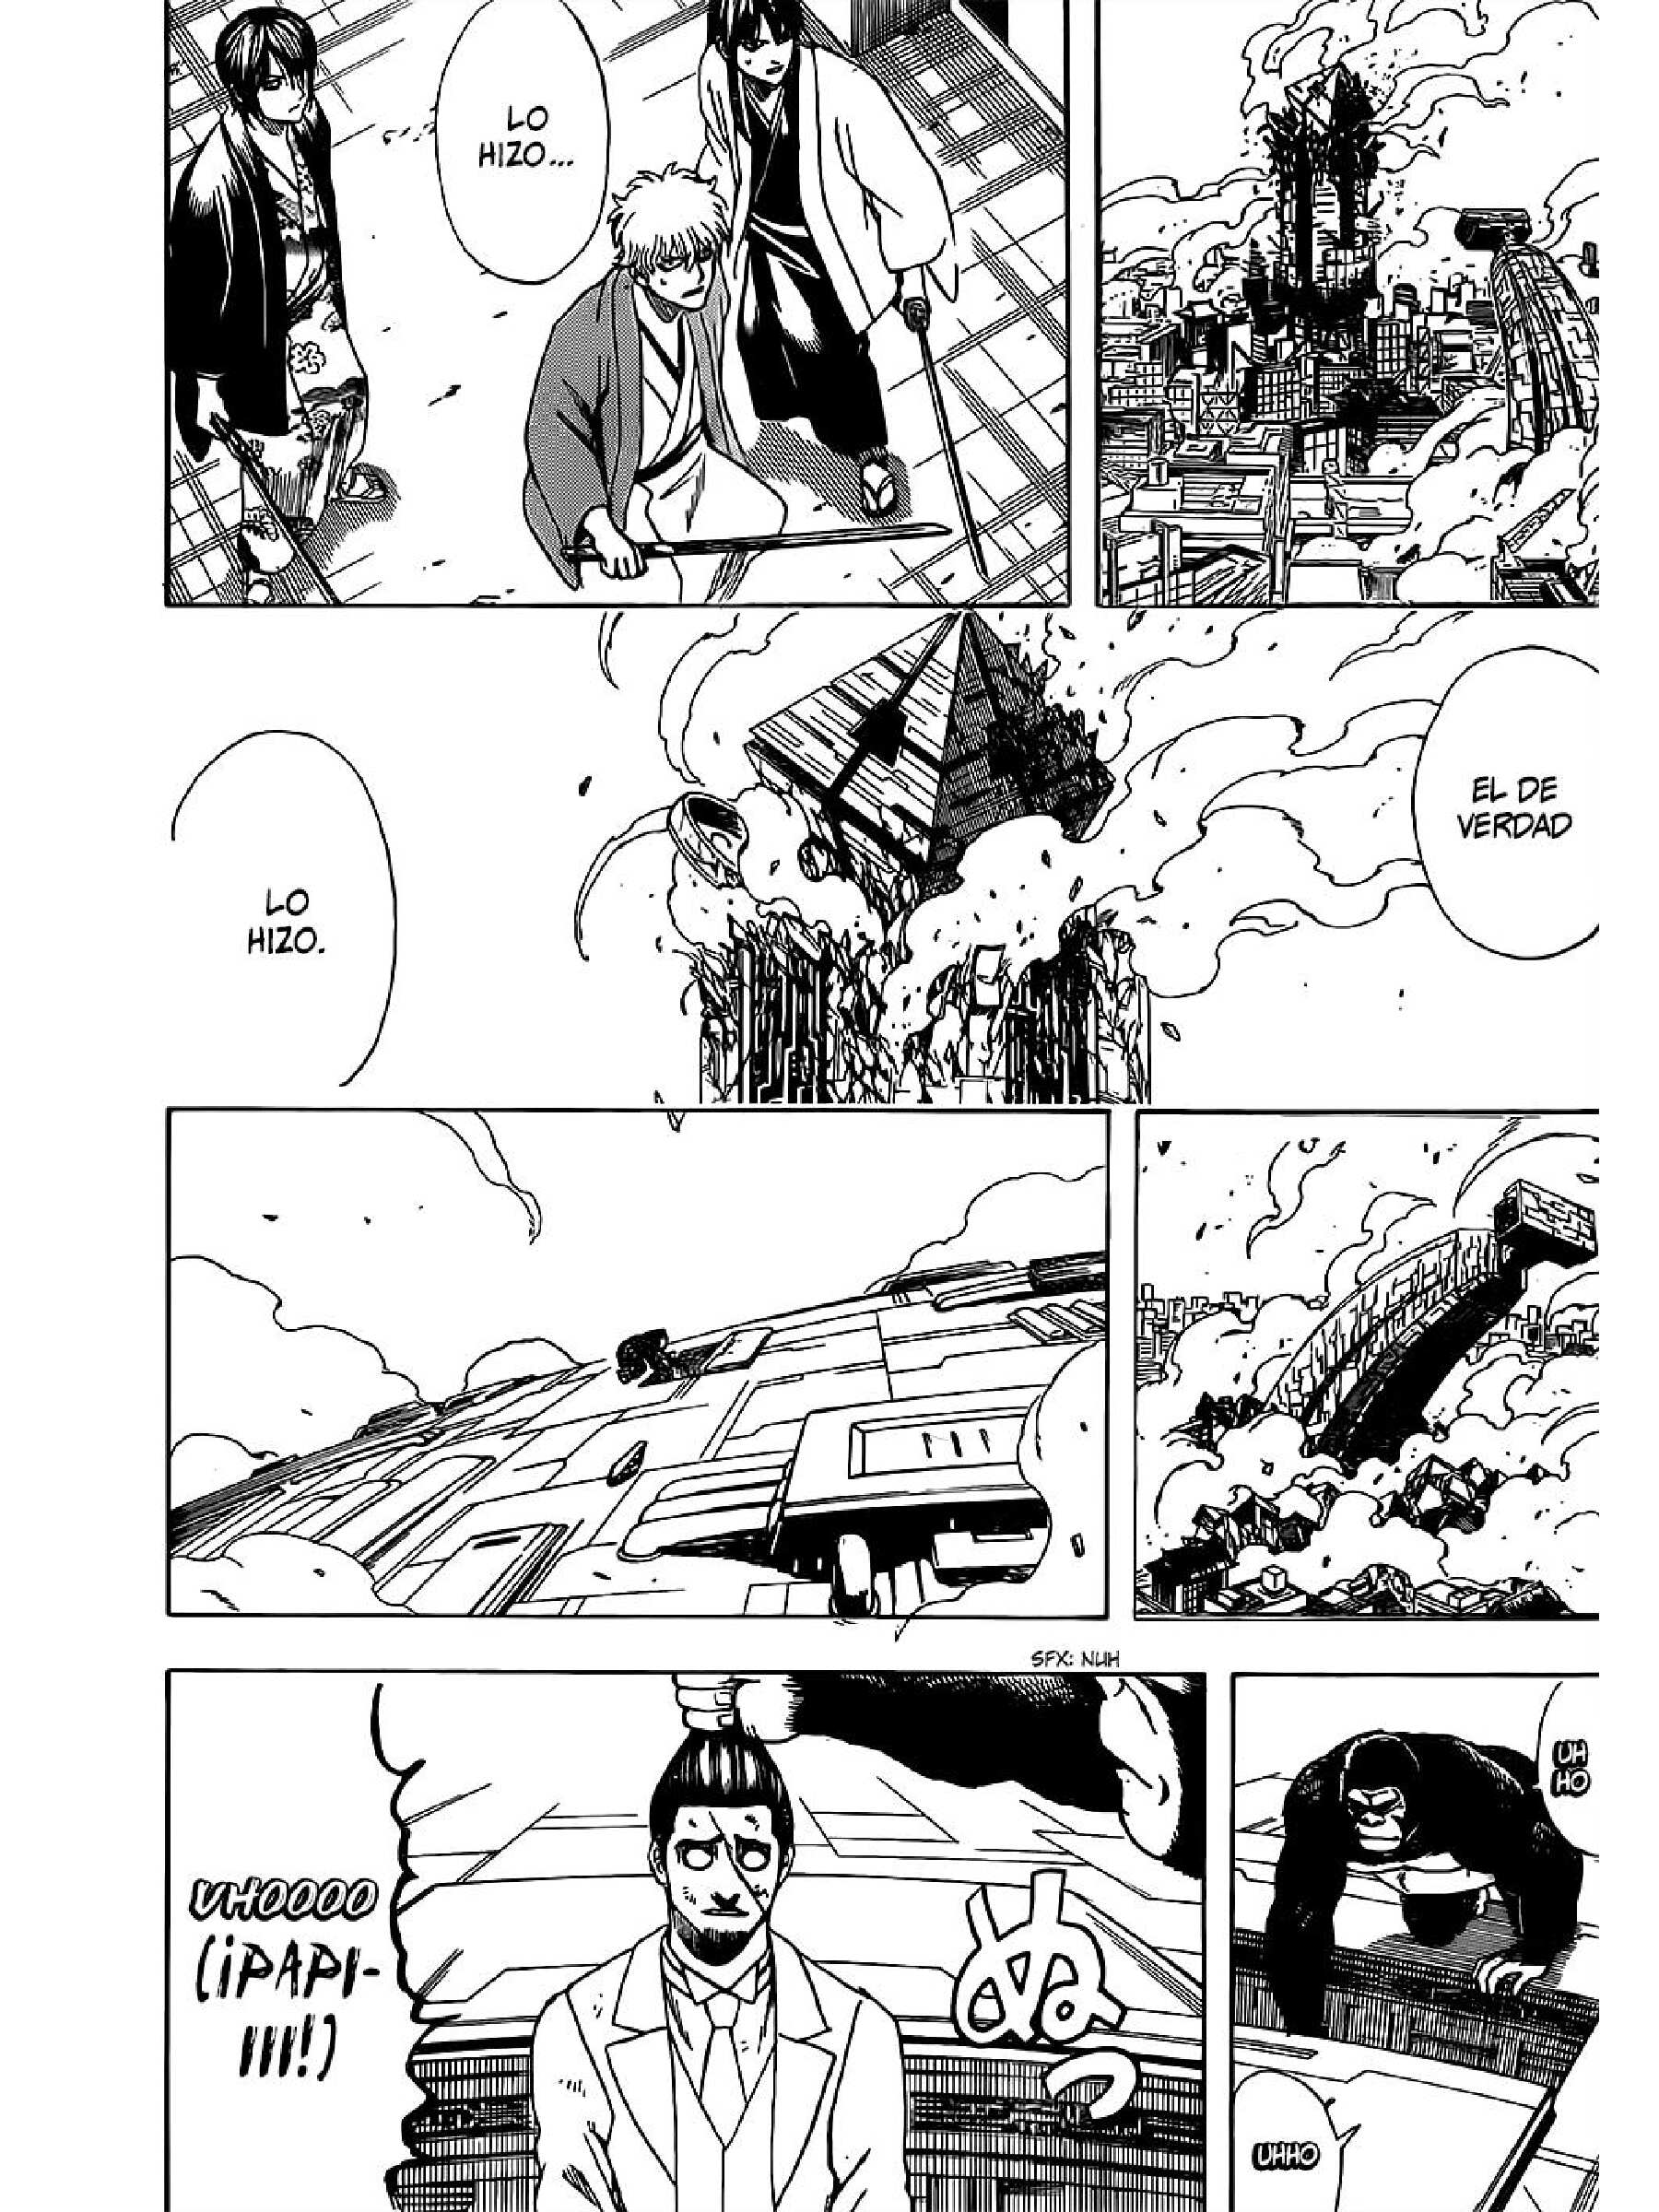 LO
HIZO...
EL DE
VERDAD
LO
HIZO.
SFX: NUH
UH
HO
UHHO
ぬっ
UHOOOO
(¡PAPI-
III!)